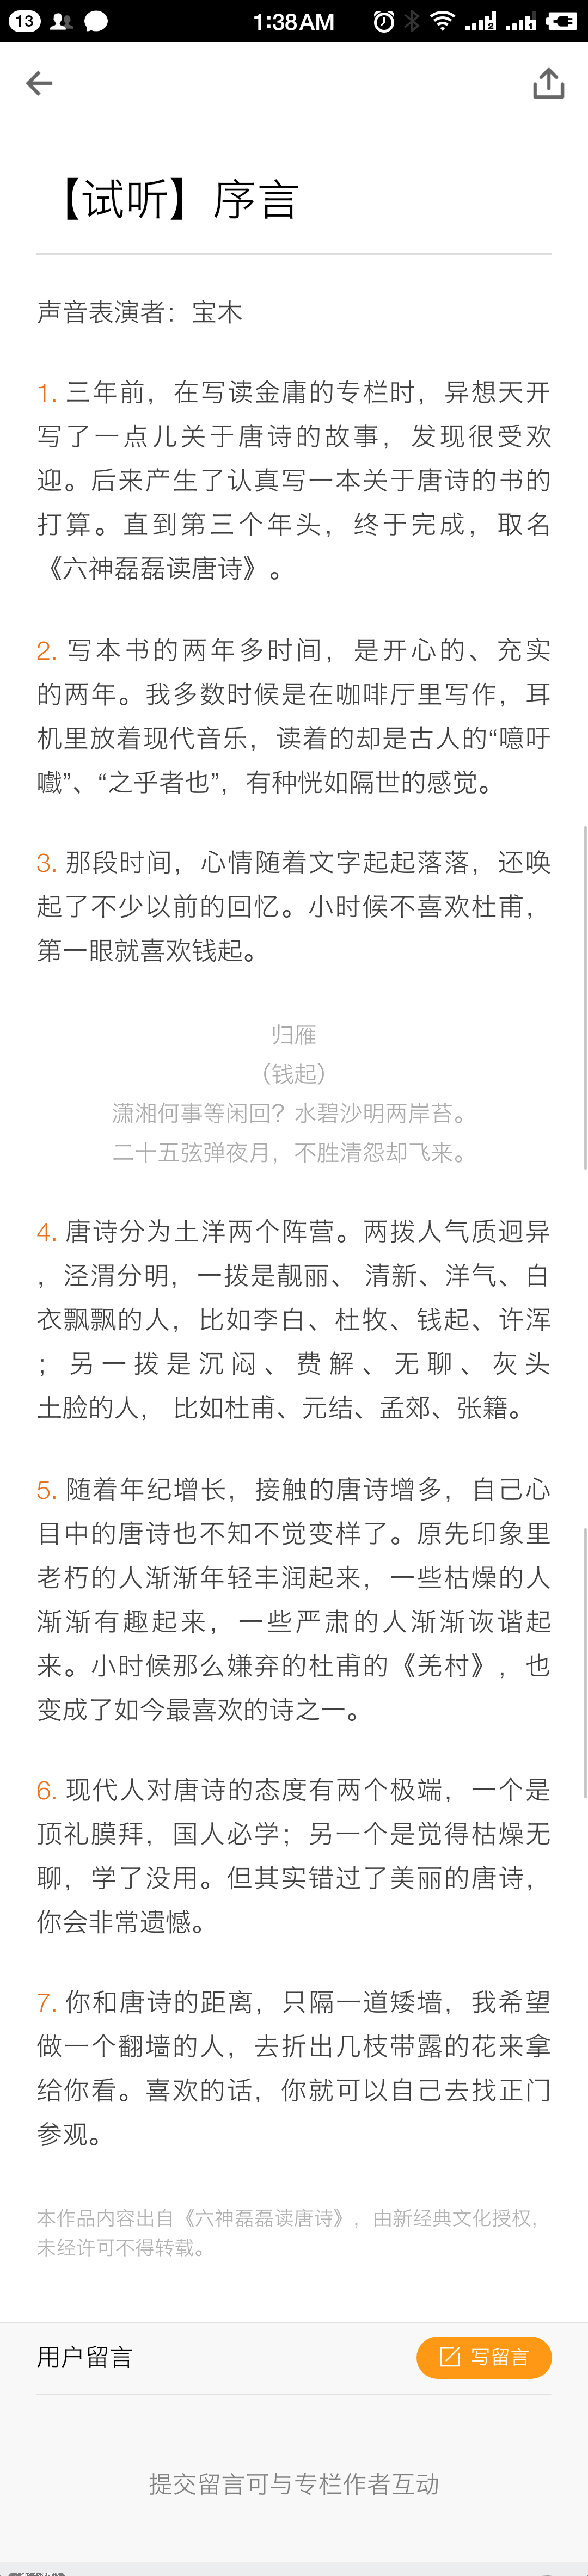 13
1:38AM
2
1
【试听】序言
声音表演者：宝木
1. 三年前，在写读金庸的专栏时，异想天开
写了一点儿关于唐诗的故事，发现很受欢
迎。后来产生了认真写一本关于唐诗的书的
打算。直到第三个年头，终于完成，取名
《六神磊磊读唐诗》。
2. 写本书的两年多时间，是开心的、充实
的两年。我多数时候是在咖啡厅里写作，耳
机里放着现代音乐，读着的却是古人的“噫吁
嚱”、“之乎者也”，有种恍如隔世的感觉。
3. 那段时间，心情随着文字起起落落，还唤
起了不少以前的回忆。小时候不喜欢杜甫，
第一眼就喜欢钱起。
归雁
（钱起）
潇湘何事等闲回？水碧沙明两岸苔。
二十五弦弹夜月，不胜清怨却飞来。
4. 唐诗分为土洋两个阵营。两拨人气质迥异
，泾渭分明，一拨是靓丽、 清新、洋气、白
衣飘飘的人，比如李白、杜牧、钱起、许浑
；另一拨是沉闷、费解、无聊、灰头
土脸的人， 比如杜甫、元结、孟郊、张籍。
5. 随着年纪增长，接触的唐诗增多，自己心
目中的唐诗也不知不觉变样了。原先印象里
老朽的人渐渐年轻丰润起来，一些枯燥的人
渐渐有趣起来，一些严肃的人渐渐诙谐起
来。小时候那么嫌弃的杜甫的《羌村》，也
变成了如今最喜欢的诗之一。
6. 现代人对唐诗的态度有两个极端，一个是
顶礼膜拜，国人必学；另一个是觉得枯燥无
聊，学了没用。但其实错过了美丽的唐诗，
你会非常遗憾。
7. 你和唐诗的距离，只隔一道矮墙，我希望
做一个翻墙的人，去折出几枝带露的花来拿
给你看。喜欢的话，你就可以自己去找正门
参观。
本作品内容出自《六神磊磊读唐诗》，由新经典文化授权，
未经许可不得转载。
用户留言
写留言
提交留言可与专栏作者互动